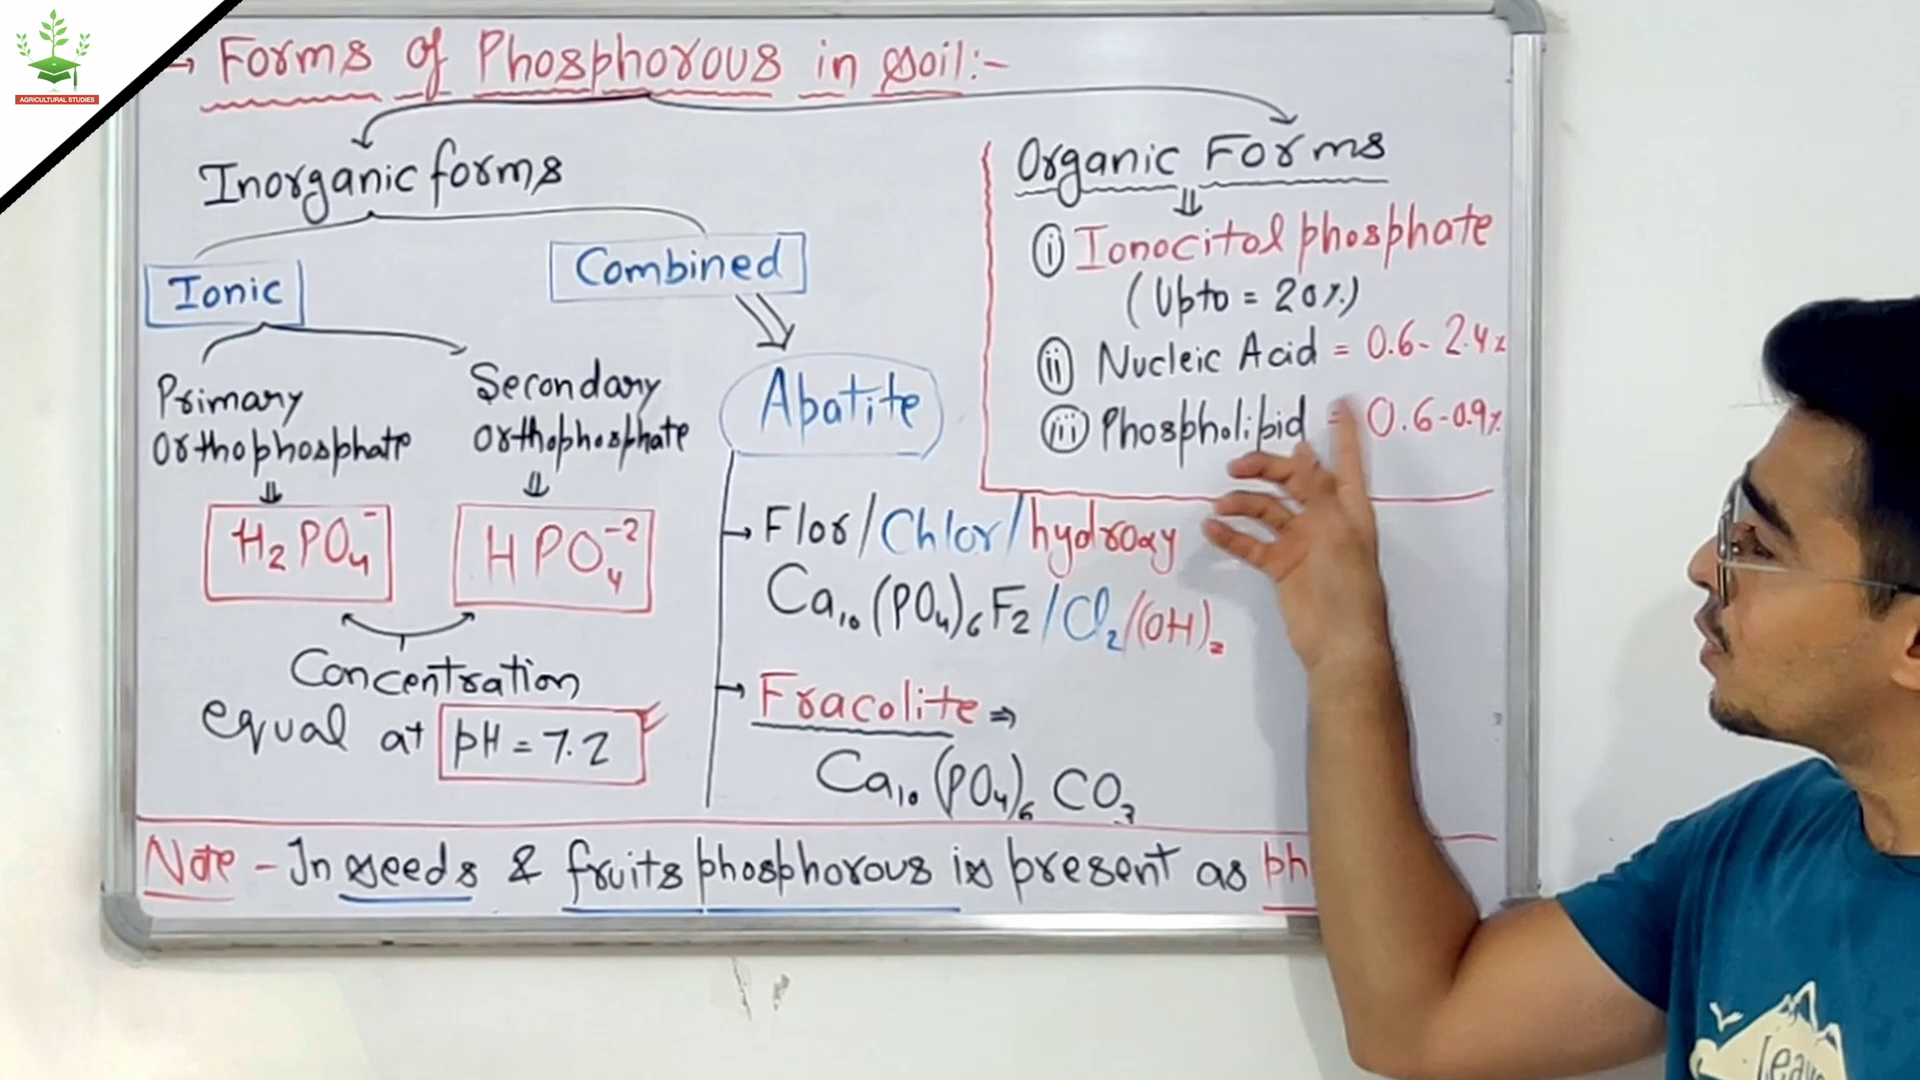 AGRICULTURAL STUDIES
→ Forms of Phosphorous in soil:-
Inorganic forms
Ionic
Combined
Primary
Orthophosphate
Secondary
Orthophosphate
H₂PO₄⁻
HPO₄⁻²
Concentration
equal at pH = 7.2
Apatite
Flor/Chlor/hydroxy
Ca₁₀(PO₄)₆F₂/Cl₂/(OH)₂
Fracolite ⇒
Ca₁₀(PO₄)₆CO₃
Organic Forms
(i) Ionocitol phosphate
(Upto = 20%)
(ii) Nucleic Acid = 0.6-2.4%
(iii) Phospholipid = 0.6-0.9%
Note - In seeds & fruits phosphorous is present as ph